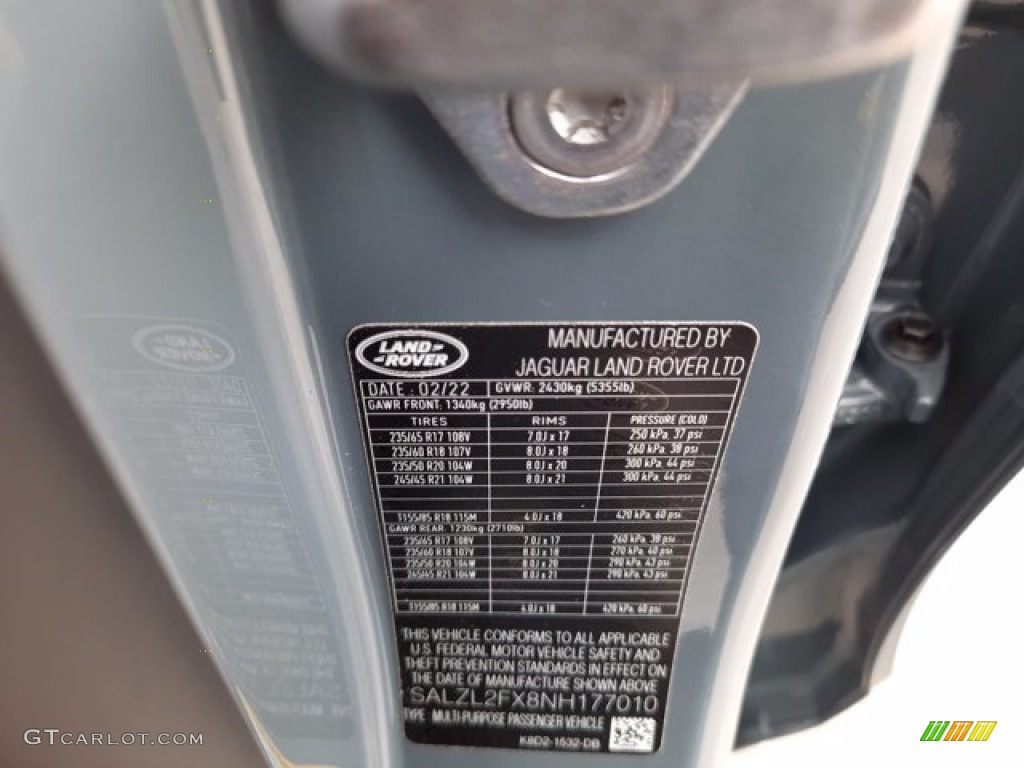 LAND-
-ROVER
MANUFACTURED BY
JAGUAR LAND ROVER LTD
DATE : 02/22 GVWR: 2430kg (5355lb)
GAWR FRONT: 1340kg (2950lb)
TIRES RIMS PRESSURE (COLD)
235/65 R17 108V 7.0J x 17 250 kPa, 37 psi
235/60 R18 107V 8.0J x 18 260 kPa, 38 psi
235/50 R20 104W 8.0J x 20 300 kPa, 44 psi
245/45 R21 104W 8.0J x 21 300 kPa, 44 psi
T155/85 R18 115M 4.0J x 18 420 kPa, 60 psi
GAWR REAR: 1230kg (2710lb)
235/65 R17 108V 7.0J x 17 260 kPa, 38 psi
235/60 R18 107V 8.0J x 18 270 kPa, 40 psi
235/50 R20 104W 8.0J x 20 290 kPa, 43 psi
245/45 R21 104W 8.0J x 21 290 kPa, 43 psi
T155/85 R18 115M 4.0J x 18 420 kPa, 60 psi
THIS VEHICLE CONFORMS TO ALL APPLICABLE
U.S. FEDERAL MOTOR VEHICLE SAFETY AND
THEFT PREVENTION STANDARDS IN EFFECT ON
THE DATE OF MANUFACTURE SHOWN ABOVE
SALZL2FX8NH177010
TYPE: MULTI PURPOSE PASSENGER VEHICLE
K8D2-1532-DB
GTCARLOT.COM